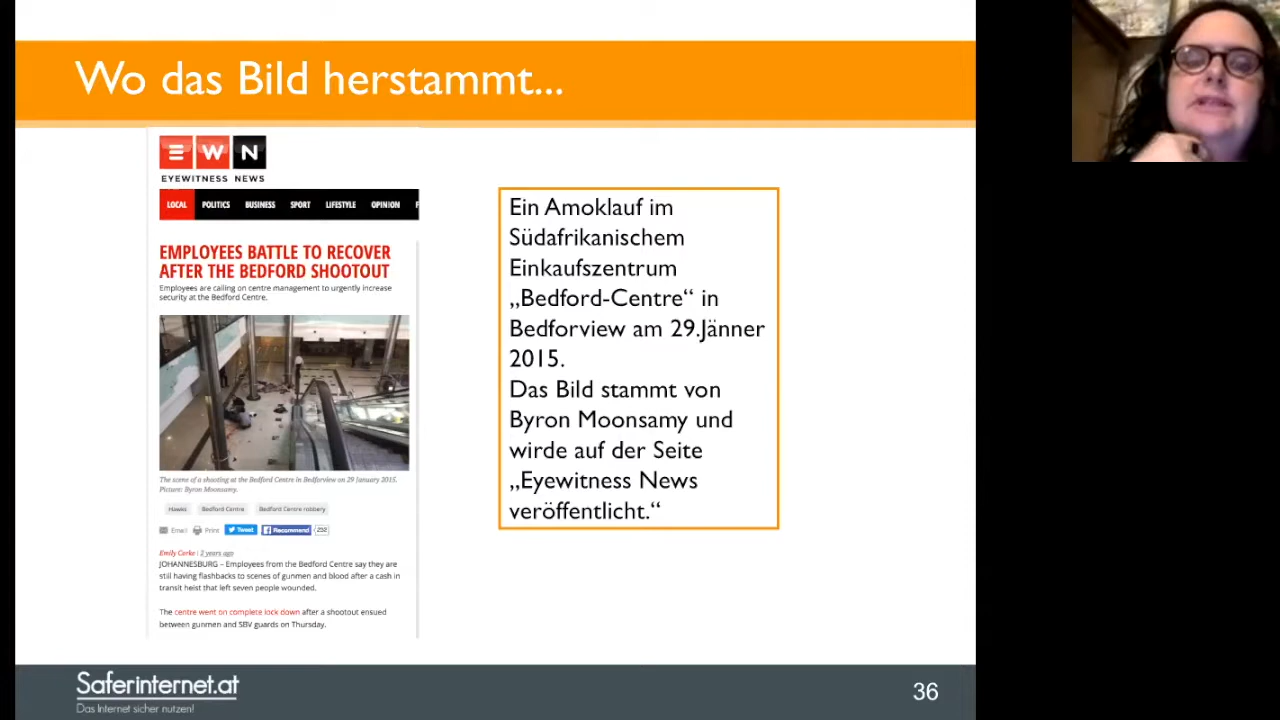 Wo das Bild herstammt...
E W N
EYEWITNESS NEWS
LOCAL POLITICS BUSINESS SPORT LIFESTYLE OPINION F
EMPLOYEES BATTLE TO RECOVER
AFTER THE BEDFORD SHOOTOUT
Employees are calling on centre management to urgently increase
security at the Bedford Centre.
The scene of a shooting at the Bedford Centre in Bedforview on 29 January 2015.
Picture: Byron Moonsamy.
Hawks Bedford Centre Bedford Centre robbery
Email Print Tweet Recommend 292
Emily Corke | 2 years ago
JOHANNESBURG – Employees from the Bedford Centre say they are
still having flashbacks to scenes of gunmen and blood after a cash in
transit heist that left seven people wounded.
The centre went on complete lock down after a shootout ensued
between gunmen and SBV guards on Thursday.
Ein Amoklauf im
Südafrikanischem
Einkaufszentrum
„Bedford-Centre“ in
Bedforview am 29.Jänner
2015.
Das Bild stammt von
Byron Moonsamy und
wirde auf der Seite
„Eyewitness News
veröffentlicht.“
Saferinternet.at
Das Internet sicher nutzen!
36